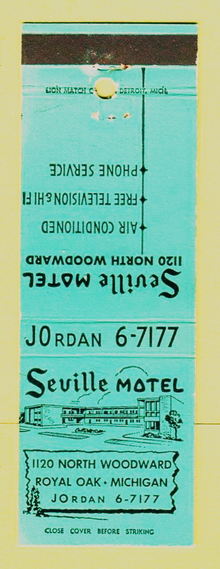 LION MATCH C DETROIT, MICH.
PHONE SERVICE
FREE TELEVISION & HI FI
AIR CONDITIONED
1120 NORTH WOODWARD
Seville MOTEL
JORDAN 6-7177
Seville MOTEL
1120 NORTH WOODWARD
ROYAL OAK • MICHIGAN
JORDAN 6-7177
CLOSE COVER BEFORE STRIKING